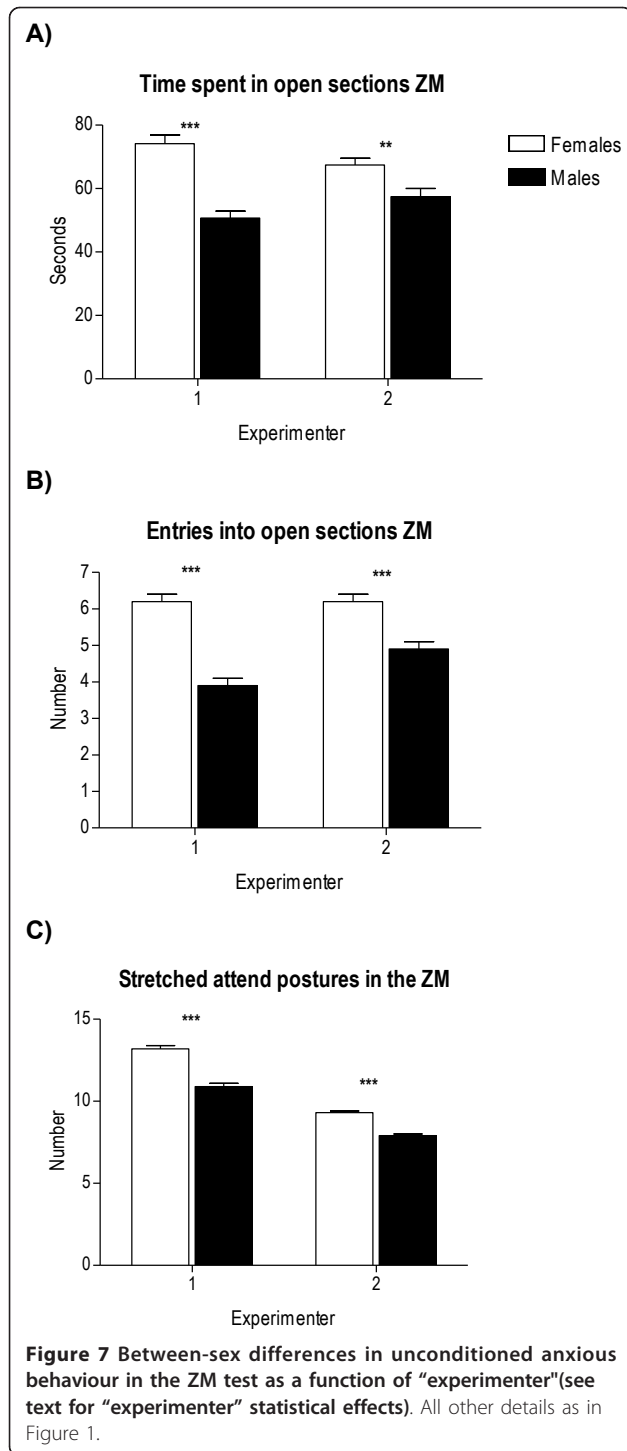 A)
Time spent in open sections ZM
80
60
40
20
0
Seconds
***
**
Females
Males
1
2
Experimenter
B)
Entries into open sections ZM
7
6
5
4
3
2
1
0
Number
***
***
1
2
Experimenter
C)
Stretched attend postures in the ZM
15
10
5
0
Number
***
***
1
2
Experimenter
Figure 7 Between-sex differences in unconditioned anxious
behaviour in the ZM test as a function of “experimenter"(see
text for “experimenter” statistical effects). All other details as in
Figure 1.